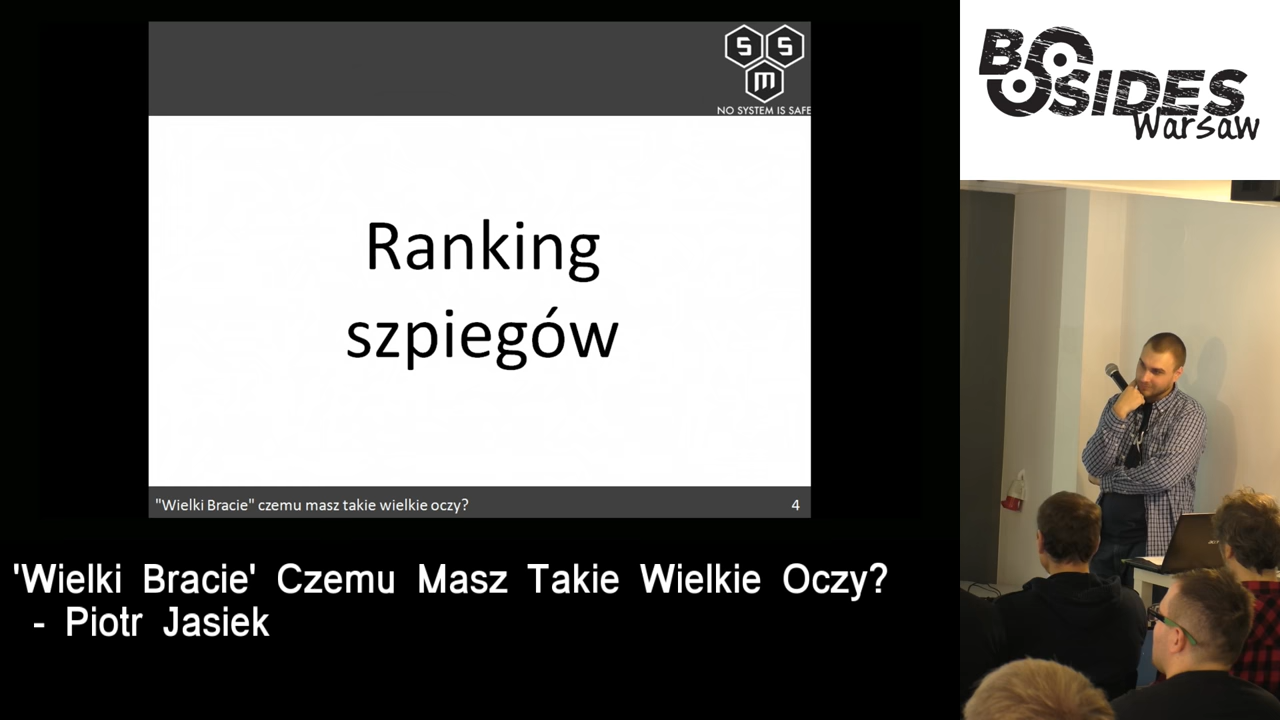 S S
m
NO SYSTEM IS SAFE
Ranking
szpiegów
"Wielki Bracie" czemu masz takie wielkie oczy?
4
'Wielki Bracie' Czemu Masz Takie Wielkie Oczy?
- Piotr Jasiek
BSIDES
Warsaw